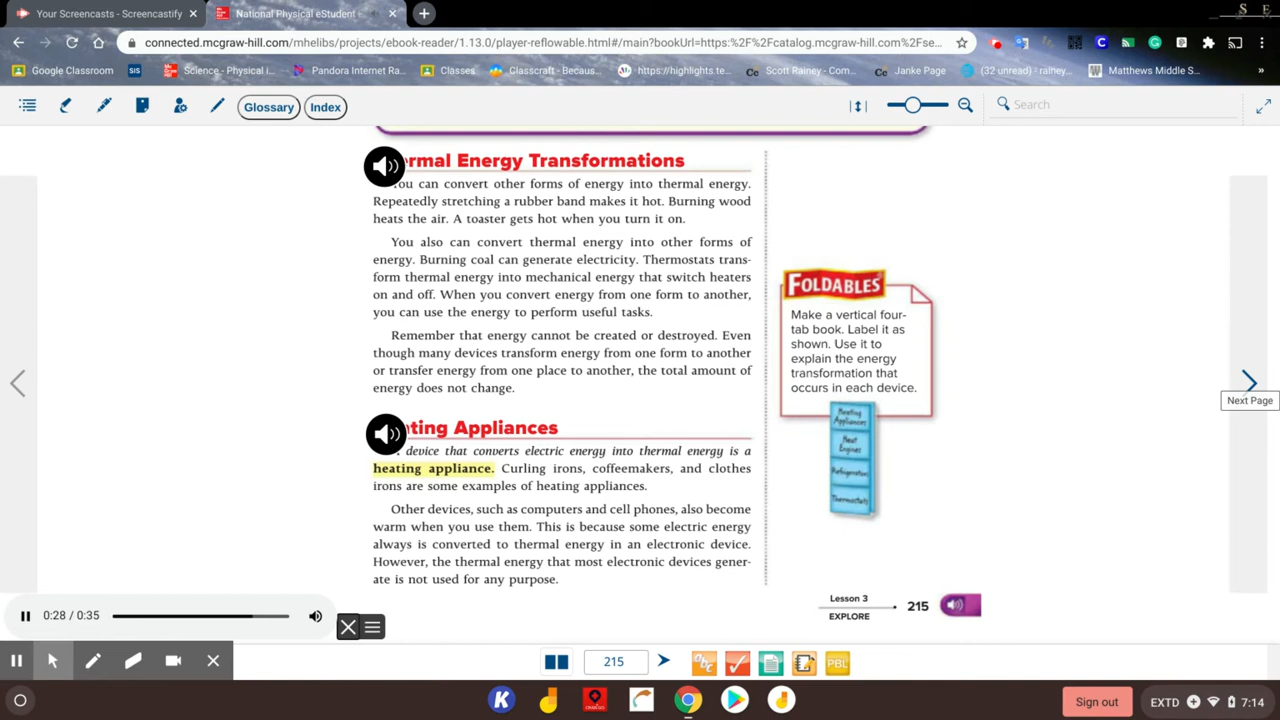 Your Screencasts - Screencastify
National Physical eStudent
S E
connected.mcgraw-hill.com/mhelibs/projects/ebook-reader/1.13.0/player-reflowable.html#/main?bookUrl=https:%2F%2Fcatalog.mcgraw-hill.com%2Fse...
Google Classroom
SIS
Science - Physical i...
Pandora Internet Ra...
Classes
Classcraft - Becaus...
https://highlights.te...
Scott Rainey - Com...
Janke Page
(32 unread) - rainey...
Matthews Middle S...
»
Glossary
Index
Search
rmal Energy Transformations
You can convert other forms of energy into thermal energy.
Repeatedly stretching a rubber band makes it hot. Burning wood
heats the air. A toaster gets hot when you turn it on.
You also can convert thermal energy into other forms of
energy. Burning coal can generate electricity. Thermostats trans-
form thermal energy into mechanical energy that switch heaters
on and off. When you convert energy from one form to another,
you can use the energy to perform useful tasks.
Remember that energy cannot be created or destroyed. Even
though many devices transform energy from one form to another
or transfer energy from one place to another, the total amount of
energy does not change.
ting Appliances
device that converts electric energy into thermal energy is a
heating appliance. Curling irons, coffeemakers, and clothes
irons are some examples of heating appliances.
Other devices, such as computers and cell phones, also become
warm when you use them. This is because some electric energy
always is converted to thermal energy in an electronic device.
However, the thermal energy that most electronic devices gener-
ate is not used for any purpose.
FOLDABLES
Make a vertical four-
tab book. Label it as
shown. Use it to
explain the energy
transformation that
occurs in each device.
Heating
Appliances
Heat
Engines
Refrigerators
Thermostats
Next Page
Lesson 3
EXPLORE
215
0:28 / 0:35
215
abc
PBL
K
Sign out
EXTD
7:14